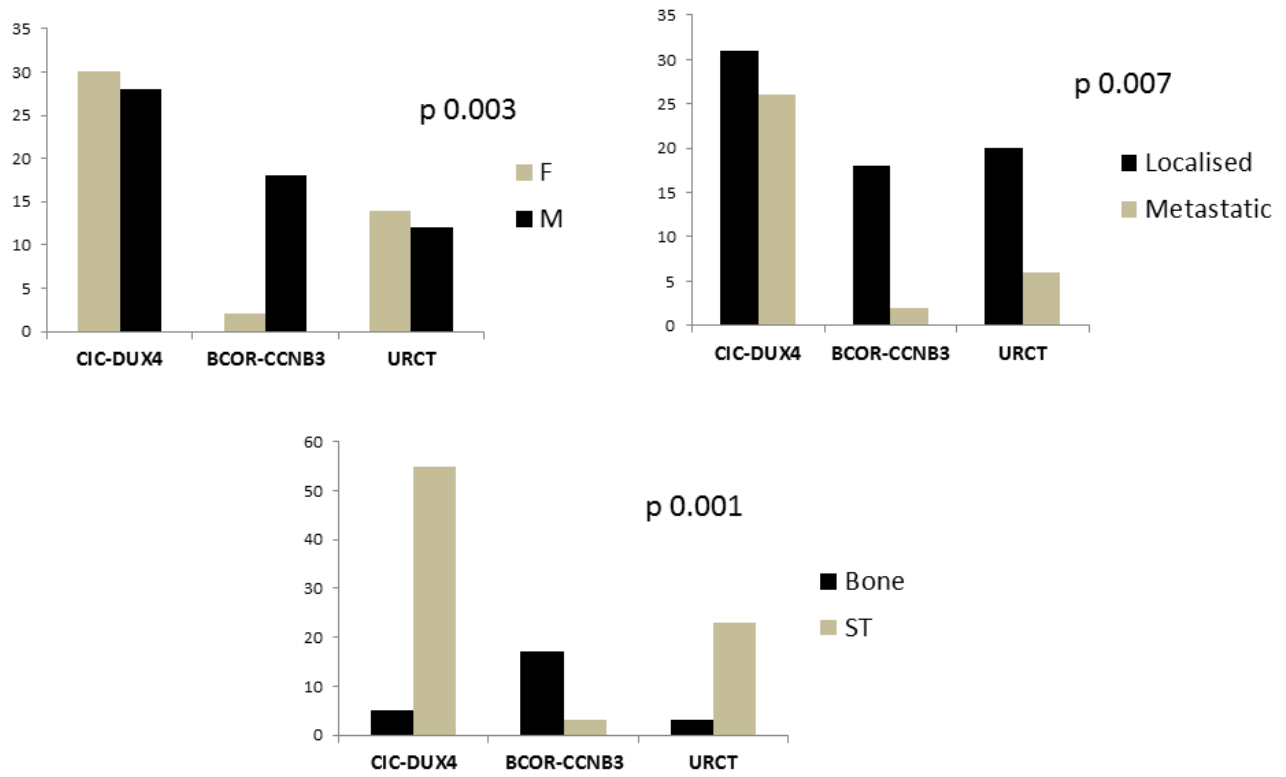 35
30
25
20
15
10
5
0
p 0.003
F
M
CIC-DUX4 BCOR-CCNB3 URCT
35
30
25
20
15
10
5
0
p 0.007
Localised
Metastatic
CIC-DUX4 BCOR-CCNB3 URCT
60
50
40
30
20
10
0
p 0.001
Bone
ST
CIC-DUX4 BCOR-CCNB3 URCT